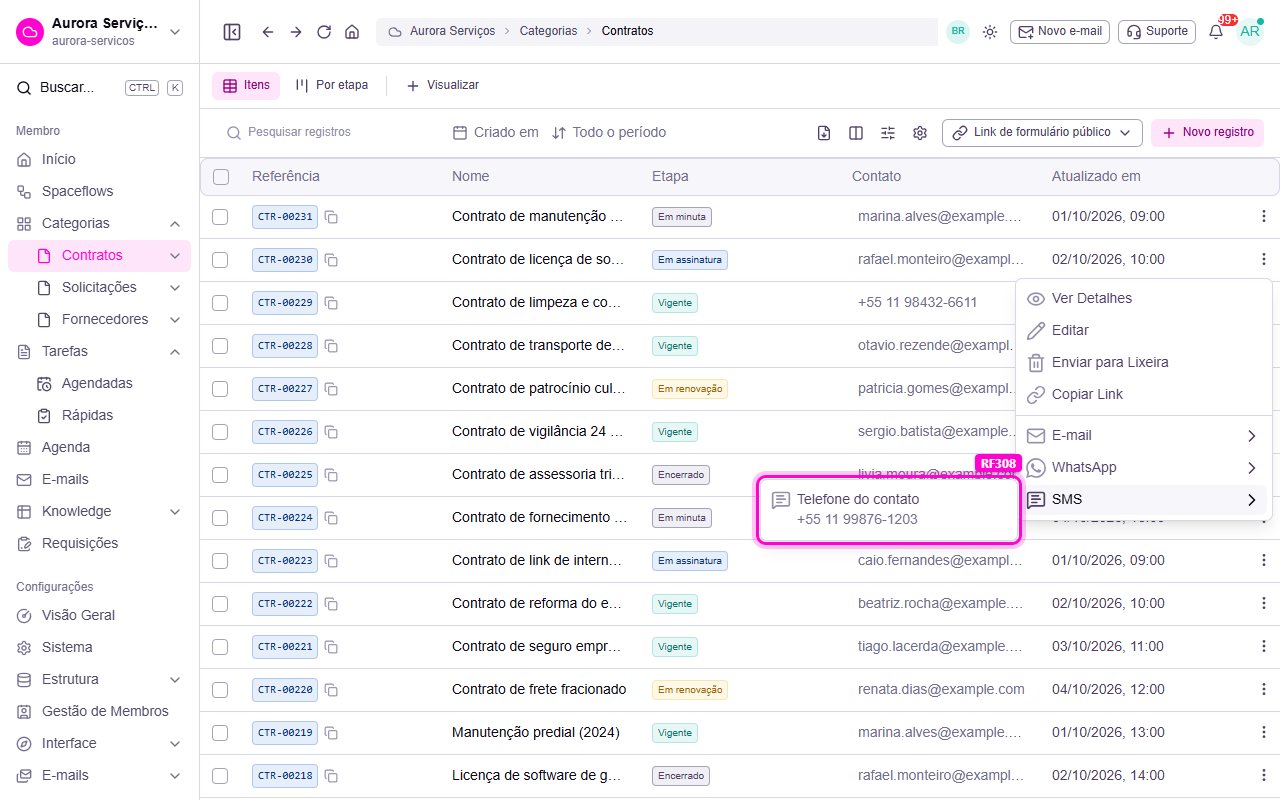 Aurora Serviç...
aurora-servicos
Buscar...
CTRL
K
Membro
Início
Spaceflows
Categorias
Contratos
Solicitações
Fornecedores
Tarefas
Agendadas
Rápidas
Agenda
E-mails
Knowledge
Requisições
Configurações
Visão Geral
Sistema
Estrutura
Gestão de Membros
Interface
E-mails
Aurora Serviços
Categorias
Contratos
BR
Novo e-mail
Suporte
99+
AR
Itens
Por etapa
Visualizar
Pesquisar registros
Criado em
Todo o período
Link de formulário público
Novo registro
Referência Nome Etapa Contato Atualizado em
CTR-00231 Contrato de manutenção ... Em minuta marina.alves@example.... 01/10/2026, 09:00
CTR-00230 Contrato de licença de so... Em assinatura rafael.monteiro@exampl... 02/10/2026, 10:00
CTR-00229 Contrato de limpeza e co... Vigente +55 11 98432-6611
CTR-00228 Contrato de transporte de... Vigente otavio.rezende@exampl...
CTR-00227 Contrato de patrocínio cul... Em renovação patricia.gomes@exampl...
CTR-00226 Contrato de vigilância 24 ... Vigente sergio.batista@example...
CTR-00225 Contrato de assessoria tri... Encerrado
CTR-00224 Contrato de fornecimento ... Em minuta
CTR-00223 Contrato de link de intern... Em assinatura caio.fernandes@exampl... 01/10/2026, 09:00
CTR-00222 Contrato de reforma do e... Vigente beatriz.rocha@example.... 02/10/2026, 10:00
CTR-00221 Contrato de seguro empr... Vigente tiago.lacerda@example.... 03/10/2026, 11:00
CTR-00220 Contrato de frete fracionado Em renovação renata.dias@example.com 04/10/2026, 12:00
CTR-00219 Manutenção predial (2024) Vigente marina.alves@example.... 01/10/2026, 13:00
CTR-00218 Licença de software de g... Encerrado rafael.monteiro@exampl... 02/10/2026, 14:00
Ver Detalhes
Editar
Enviar para Lixeira
Copiar Link
E-mail
WhatsApp
SMS
RF308
Telefone do contato
+55 11 99876-1203